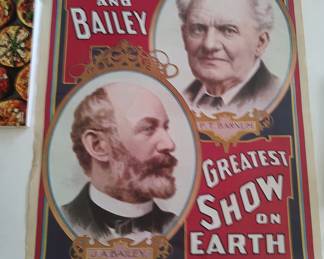 AND
BAILEY
P.T. BARNUM.
GREATEST
SHOW
ON
EARTH
J.A. BAILEY.